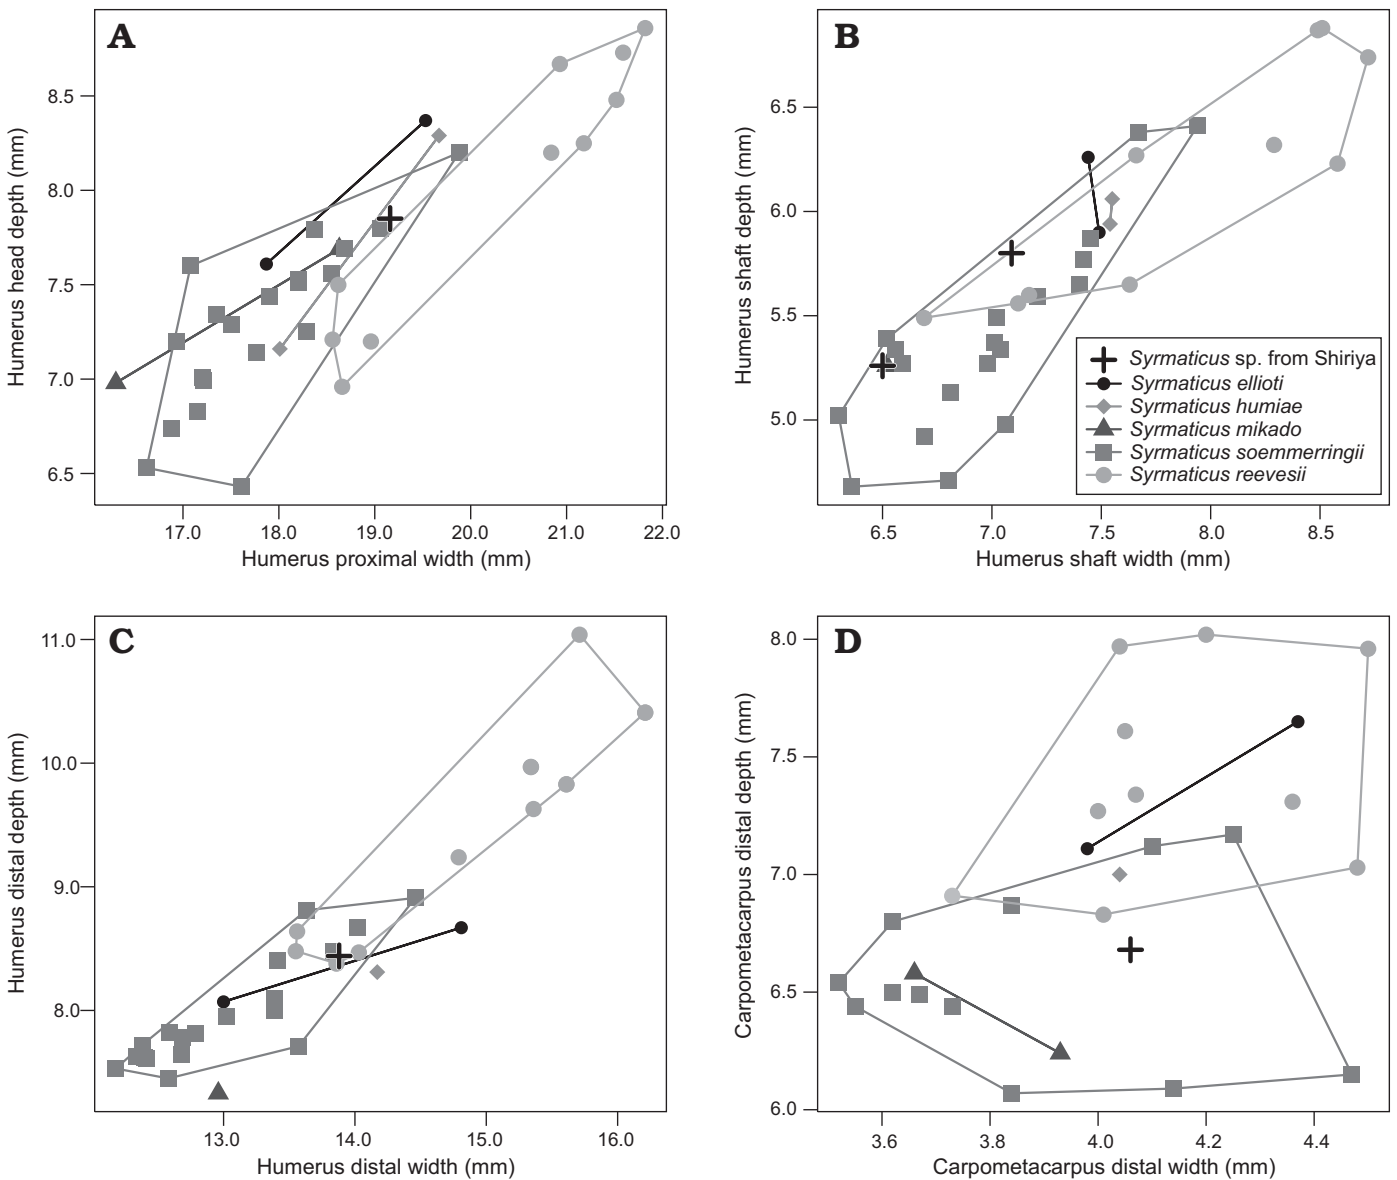 A
Humerus head depth (mm)
8.5
8.0
7.5
7.0
6.5
17.0 18.0 19.0 20.0 21.0 22.0
Humerus proximal width (mm)
B
Humerus shaft depth (mm)
6.5
6.0
5.5
5.0
Syrmaticus sp. from Shiriya
Syrmaticus ellioti
Syrmaticus humiae
Syrmaticus mikado
Syrmaticus soemmerringii
Syrmaticus reevesii
6.5 7.0 7.5 8.0 8.5
Humerus shaft width (mm)
C
Humerus distal depth (mm)
11.0
10.0
9.0
8.0
13.0 14.0 15.0 16.0
Humerus distal width (mm)
D
Carpometacarpus distal depht (mm)
8.0
7.5
7.0
6.5
6.0
3.6 3.8 4.0 4.2 4.4
Carpometacarpus distal width (mm)